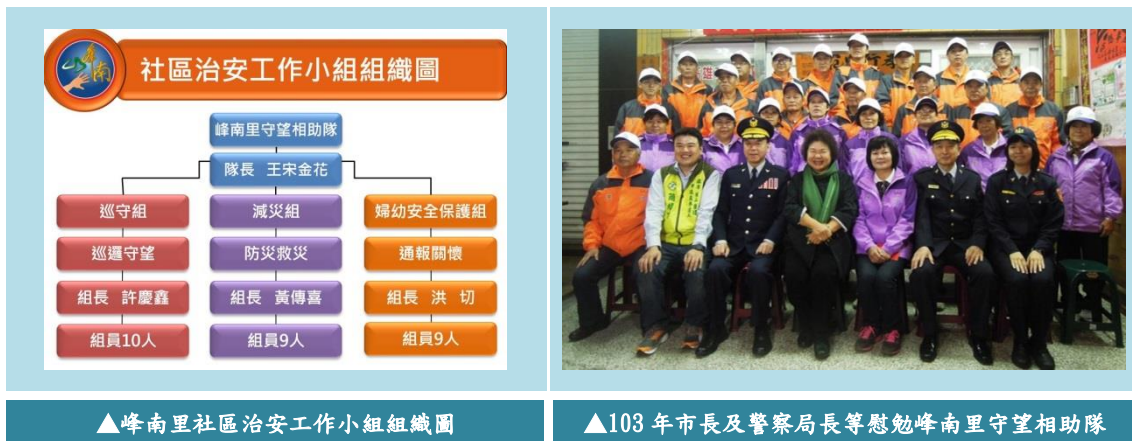 峰南
社區治安工作小組組織圖
峰南里守望相助隊
隊長 王宋金花
巡守組
減災組
婦幼安全保護組
巡邏守望
防災救災
通報關懷
組長 許慶鑫
組長 黃傳喜
組長 洪 切
組員10人
組員9人
組員9人
▲峰南里社區治安工作小組組織圖
▲103 年市長及警察局長等慰勉峰南里守望相助隊